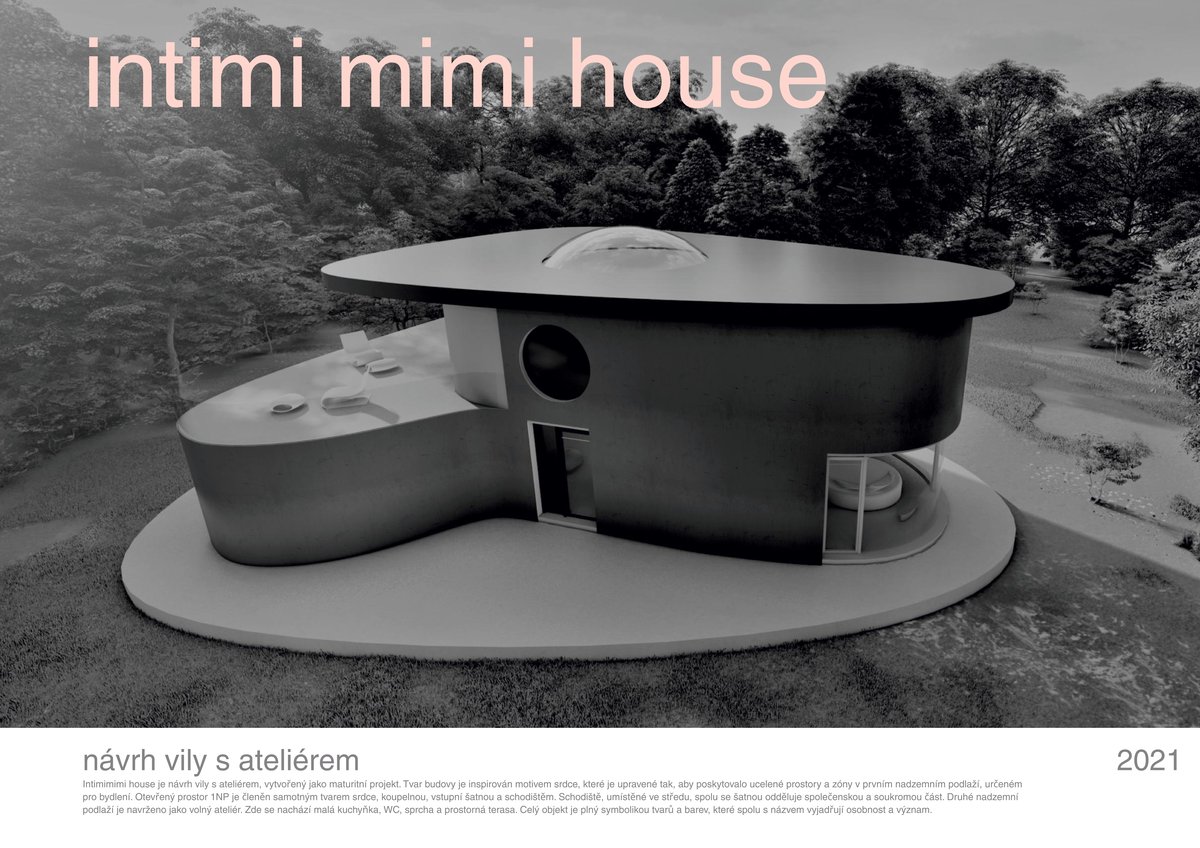 intimi mimi house
návrh vily s ateliérem
2021
Intimimimi house je návrh vily s ateliérem, vytvořený jako maturitní projekt. Tvar budovy je inspirován motivem srdce, které je upravené tak, aby poskytovalo ucelené prostory a zóny v prvním nadzemním podlaží, určeném
pro bydlení. Otevřený prostor 1NP je členěn samotným tvarem srdce, koupelnou, vstupní šatnou a schodištěm. Schodiště, umístěné ve středu, spolu se šatnou odděluje společenskou a soukromou část. Druhé nadzemní
podlaží je navrženo jako volný ateliér. Zde se nachází malá kuchyňka, WC, sprcha a prostorná terasa. Celý objekt je plný symbolikou tvarů a barev, které spolu s názvem vyjadřují osobnost a význam.